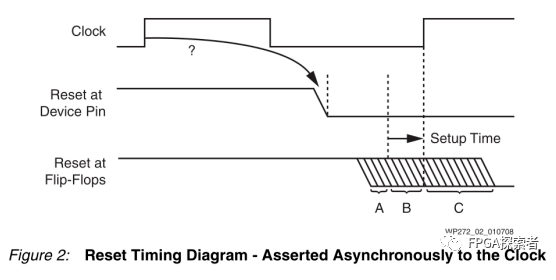 Clock
?
Reset at
Device Pin
Setup Time
Reset at
Flip-Flops
A B C
WP272_02_010708
FPGA探索者
Figure 2: Reset Timing Diagram - Asserted Asynchronously to the Clock